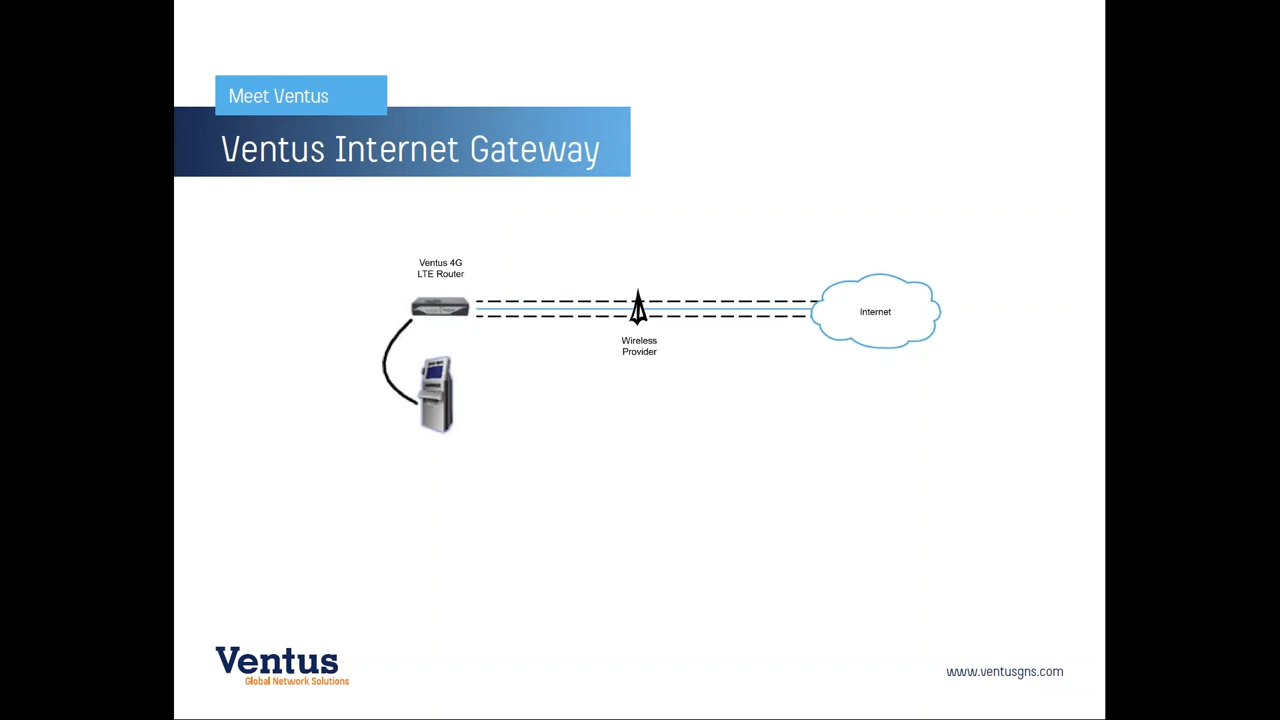 Meet Ventus
Ventus Internet Gateway
Ventus 4G
LTE Router
Wireless
Provider
Internet
Ventus
Global Network Solutions
www.ventusgns.com